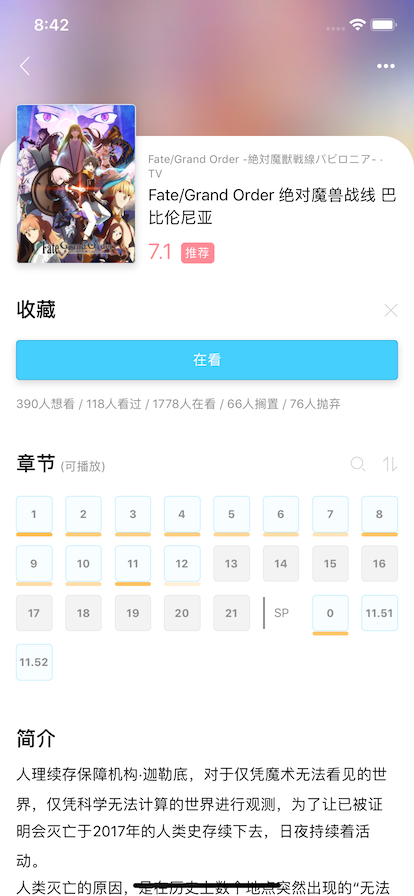 8:42
Fate/Grand Order -絶対魔獣戦線バビロニア- ·
TV
Fate/Grand Order 绝对魔兽战线 巴
比伦尼亚
7.1 推荐
Fate/Grand Order
收藏
在看
390人想看 / 118人看过 / 1778人在看 / 66人搁置 / 76人抛弃
章节 (可播放)
1 2 3 4 5 6 7 8
9 10 11 12 13 14 15 16
17 18 19 20 21 SP 0 11.51
11.52
简介
人理续存保障机构·迦勒底，对于仅凭魔术无法看见的世
界，仅凭科学无法计算的世界进行观测，为了让已被证
明会灭亡于2017年的人类史存续下去，日夜持续着活
动。
人类灭亡的原因，是在历史上数个地点突然出现的“无法